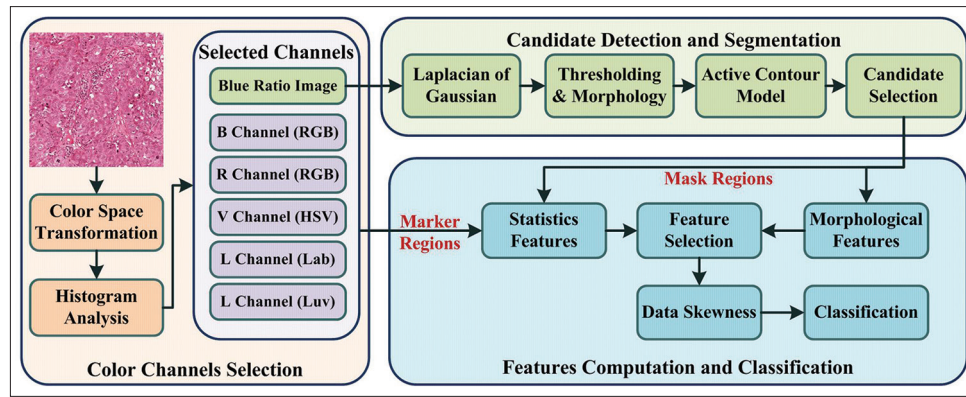 Selected Channels
Blue Ratio Image
B Channel (RGB)
R Channel (RGB)
V Channel (HSV)
L Channel (Lab)
L Channel (Luv)
Color Space
Transformation
Histogram
Analysis
Color Channels Selection
Candidate Detection and Segmentation
Laplacian of
Gaussian
Thresholding
& Morphology
Active Contour
Model
Candidate
Selection
Mask Regions
Marker
Regions
Statistics
Features
Feature
Selection
Morphological
Features
Data Skewness
Classification
Features Computation and Classification